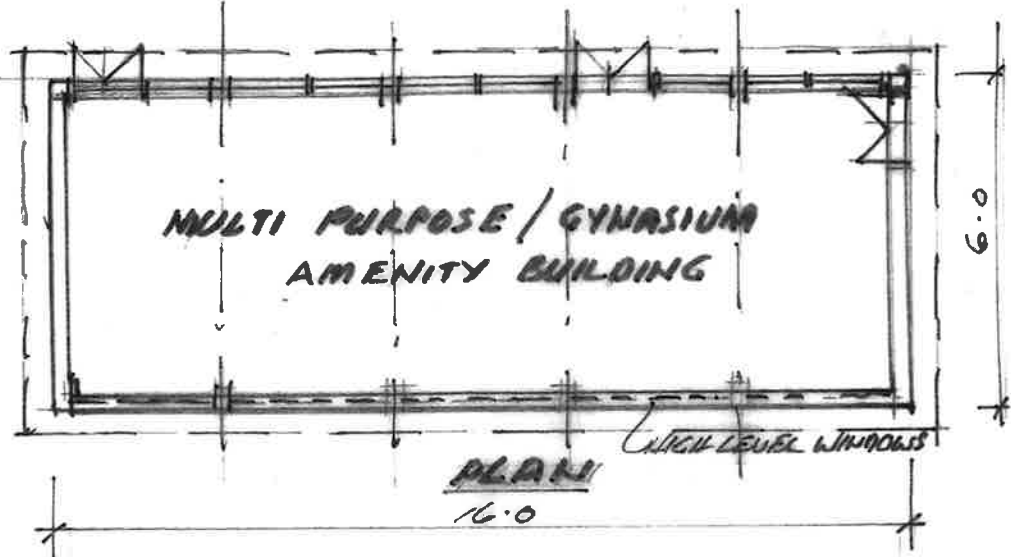 MULTI PURPOSE / GYMASIUM
AMENITY BUILDING
6.0
HIGH LEVEL WINDOWS
PLAN
16.0